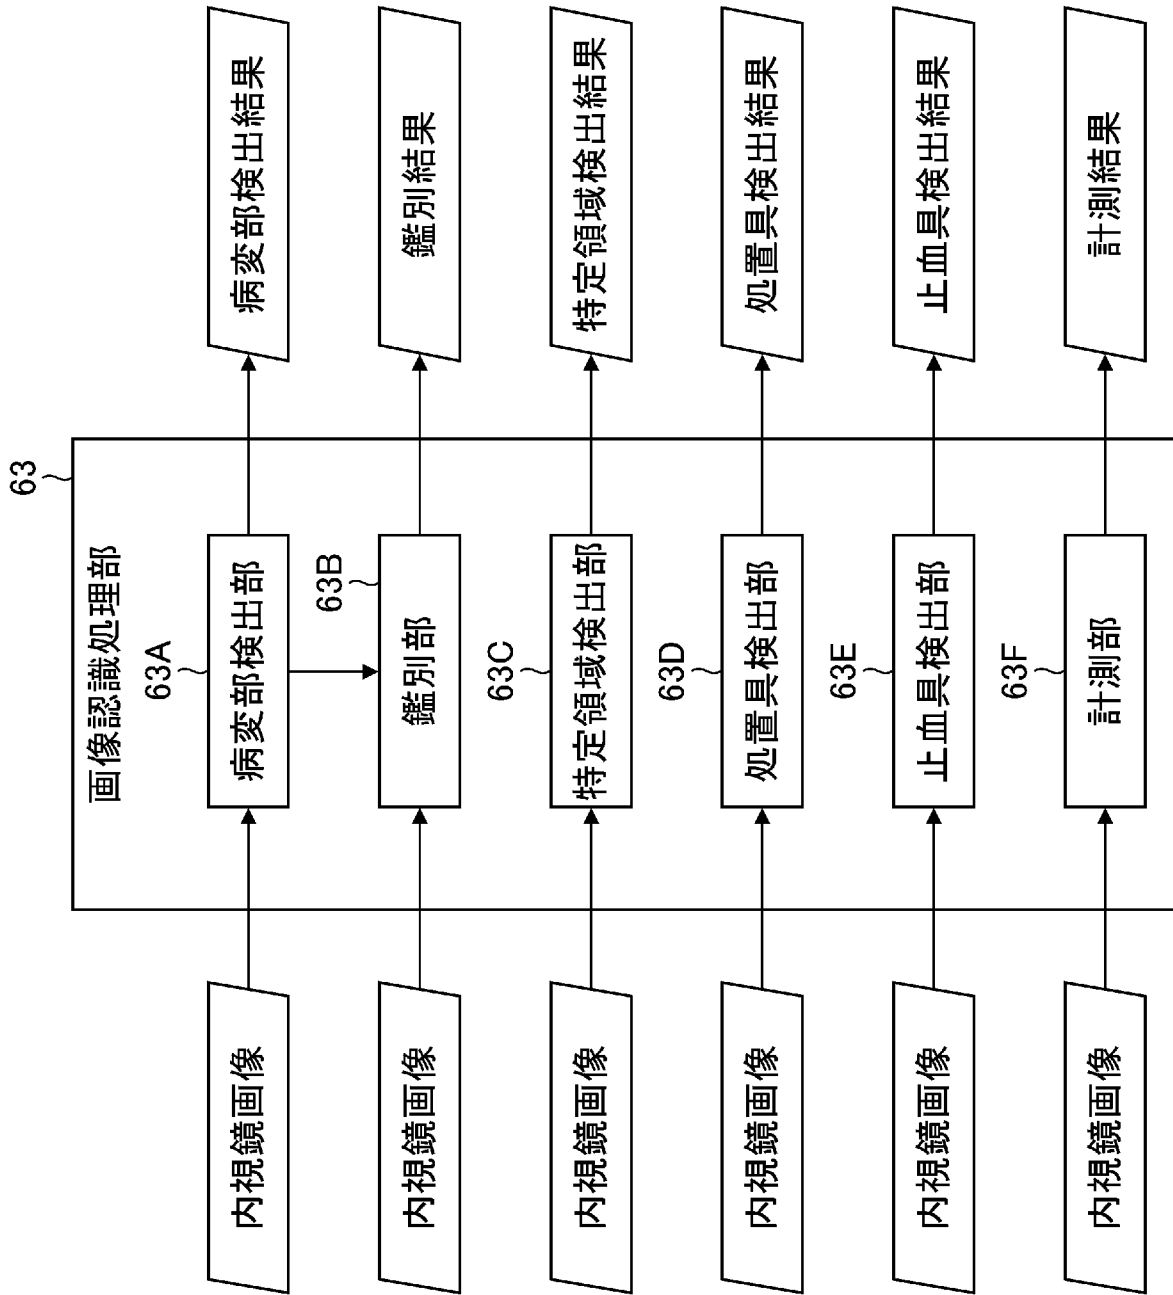 63
画像認識処理部
内視鏡画像
63A
病変部検出部
病変部検出結果
内視鏡画像
63B
鑑別部
鑑別結果
内視鏡画像
63C
特定領域検出部
特定領域検出結果
内視鏡画像
63D
処置具検出部
処置具検出結果
内視鏡画像
63E
止血具検出部
止血具検出結果
内視鏡画像
63F
計測部
計測結果